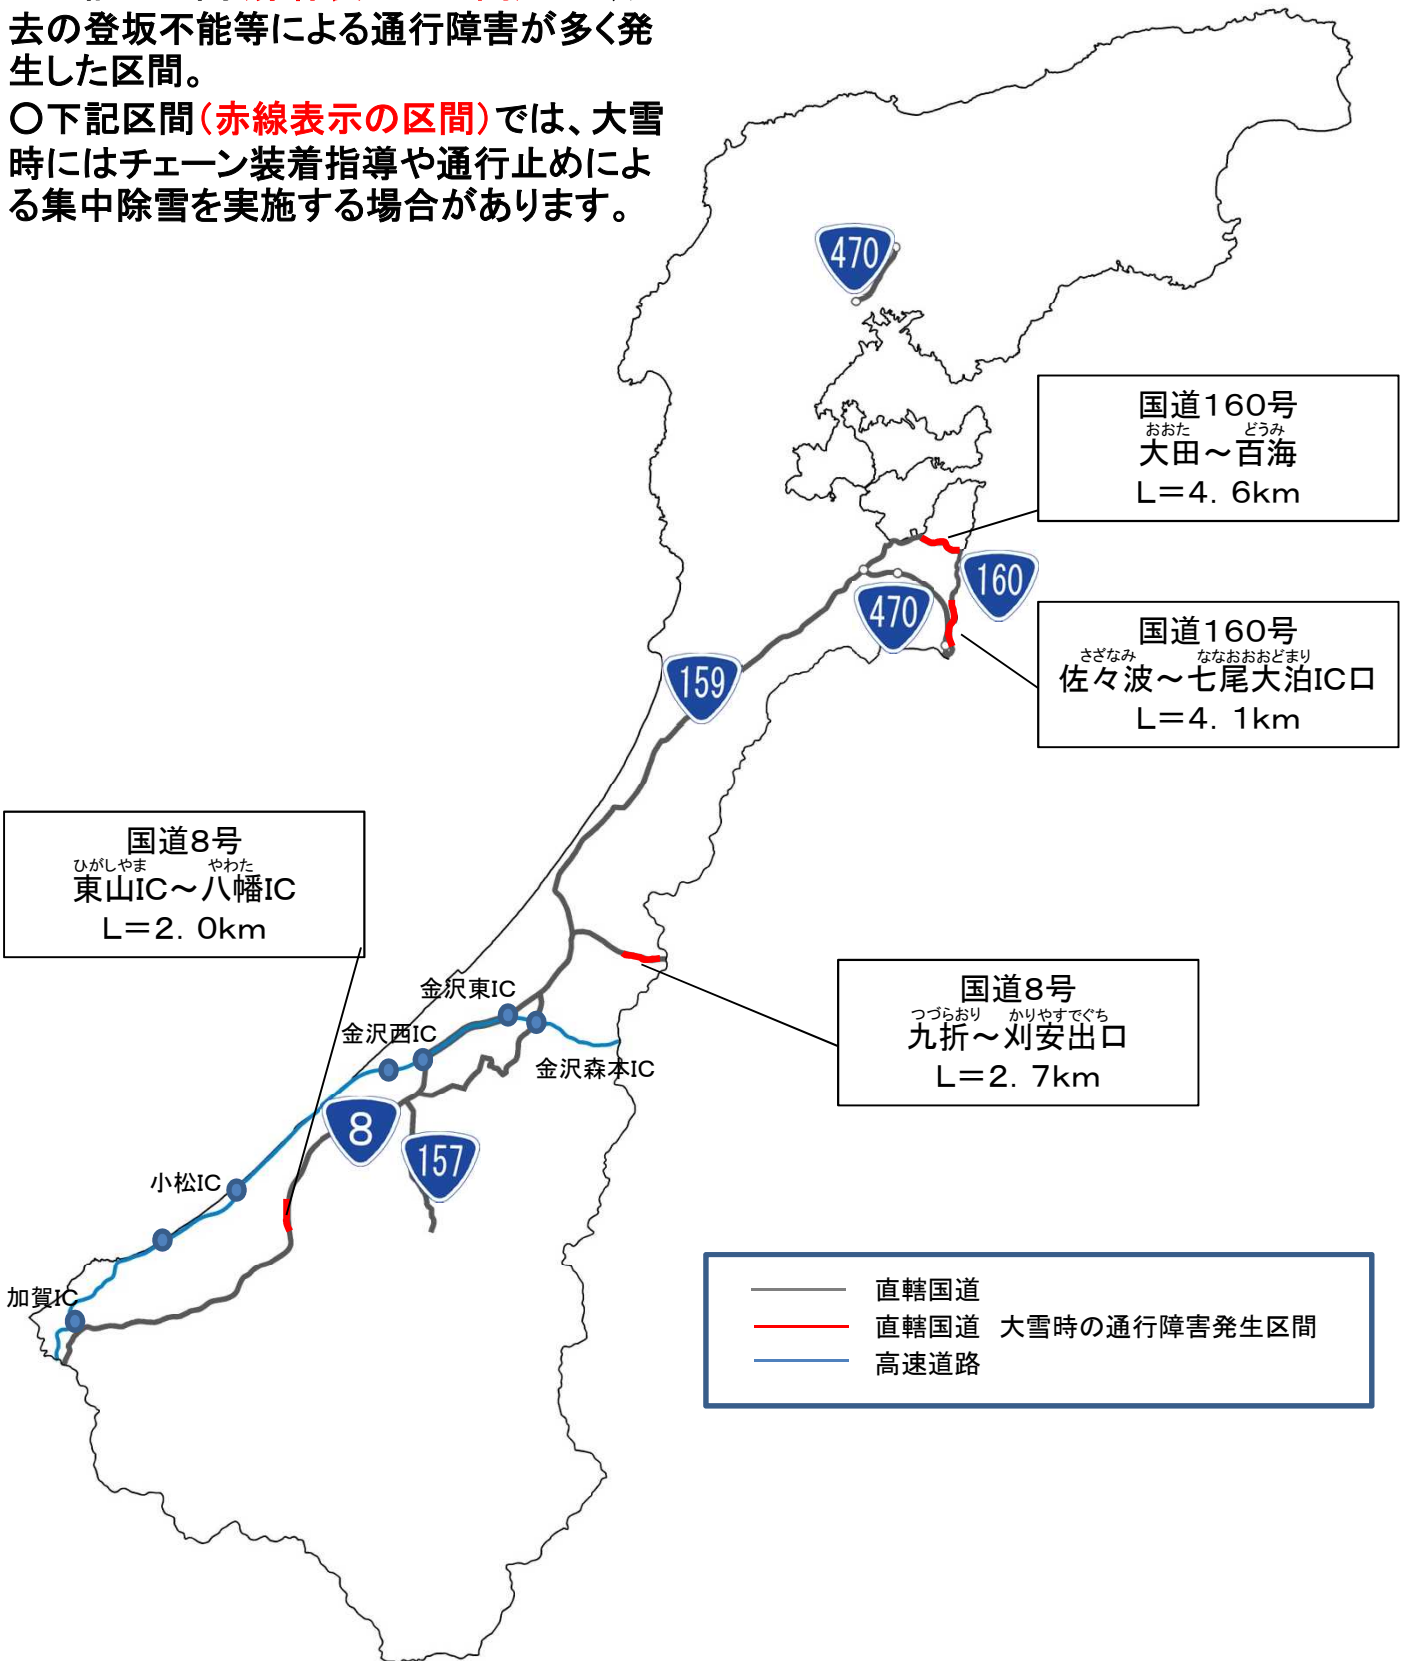 去の登坂不能等による通行障害が多く発
生した区間。
〇下記区間(赤線表示の区間)では、大雪
時にはチェーン装着指導や通行止めによ
る集中除雪を実施する場合があります。
470
国道160号
おおた どうみ
大田～百海
L=4．6km
160
470
国道160号
さざなみ ななおおおどまり
佐々波～七尾大泊IC口
L=4．1km
159
国道8号
ひがしやま やわた
東山IC～八幡IC
L=2．0km
国道8号
つづらおり かりやすでぐち
九折～刈安出口
L=2．7km
金沢東IC
金沢西IC
金沢森本IC
8
157
小松IC
加賀IC
直轄国道
直轄国道 大雪時の通行障害発生区間
高速道路